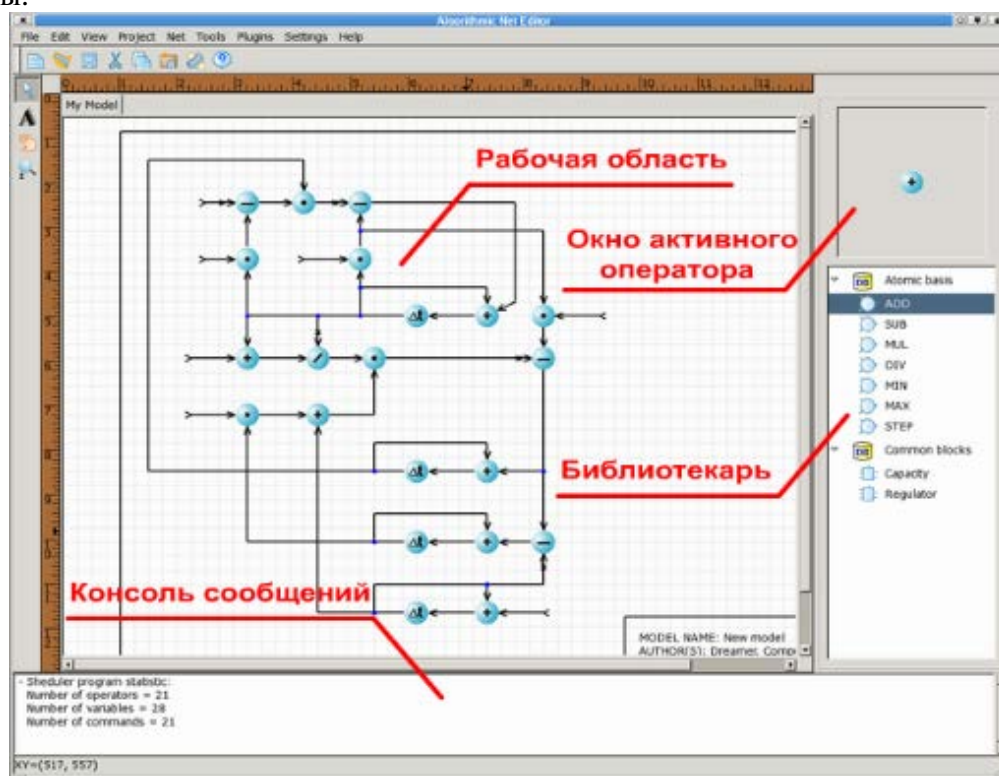 ы.
Algorithmic Net Editor
File Edit View Project Net Tools Plugins Settings Help
My Model
Рабочая область
Окно активного
оператора
Atomic basis
ADD
SUB
MUL
DIV
MIN
MAX
STEP
Common blocks
Capacity
Regulator
Библиотекарь
Консоль сообщений
MODEL NAME: New model
AUTHOR(S): Dreamer, Comp
- Sheduler program statistic:
Number of operators = 21
Number of variables = 28
Number of commands = 21
XY=(517, 557)